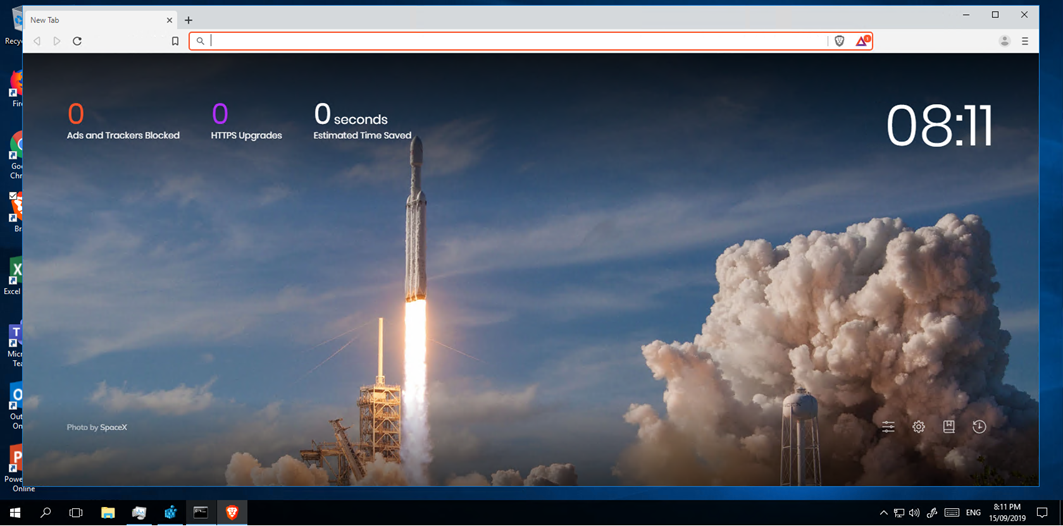 New Tab
0
Ads and Trackers Blocked
0
HTTPS Upgrades
0 seconds
Estimated Time Saved
08:11
Photo by SpaceX
Recyc
Fire
Goo
Chr
Br
Excel
Micr
Tea
Out
On
Powe
Online
ENG
8:11 PM
15/09/2019